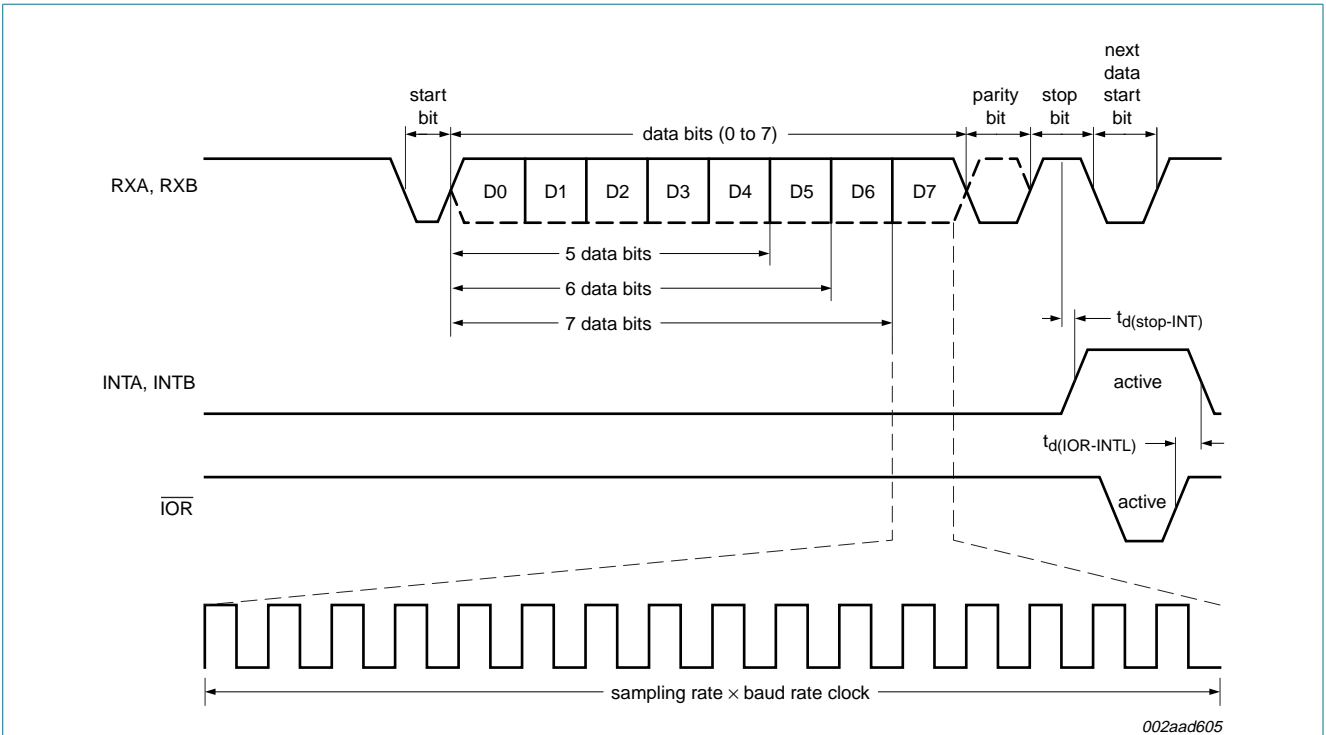 next
data
start
bit
start
bit
parity
bit
stop
bit
data bits (0 to 7)
RXA, RXB
D0 D1 D2 D3 D4 D5 D6 D7
5 data bits
6 data bits
7 data bits
td(stop-INT)
INTA, INTB
active
td(IOR-INTL)
IOR
active
sampling rate × baud rate clock
002aad605